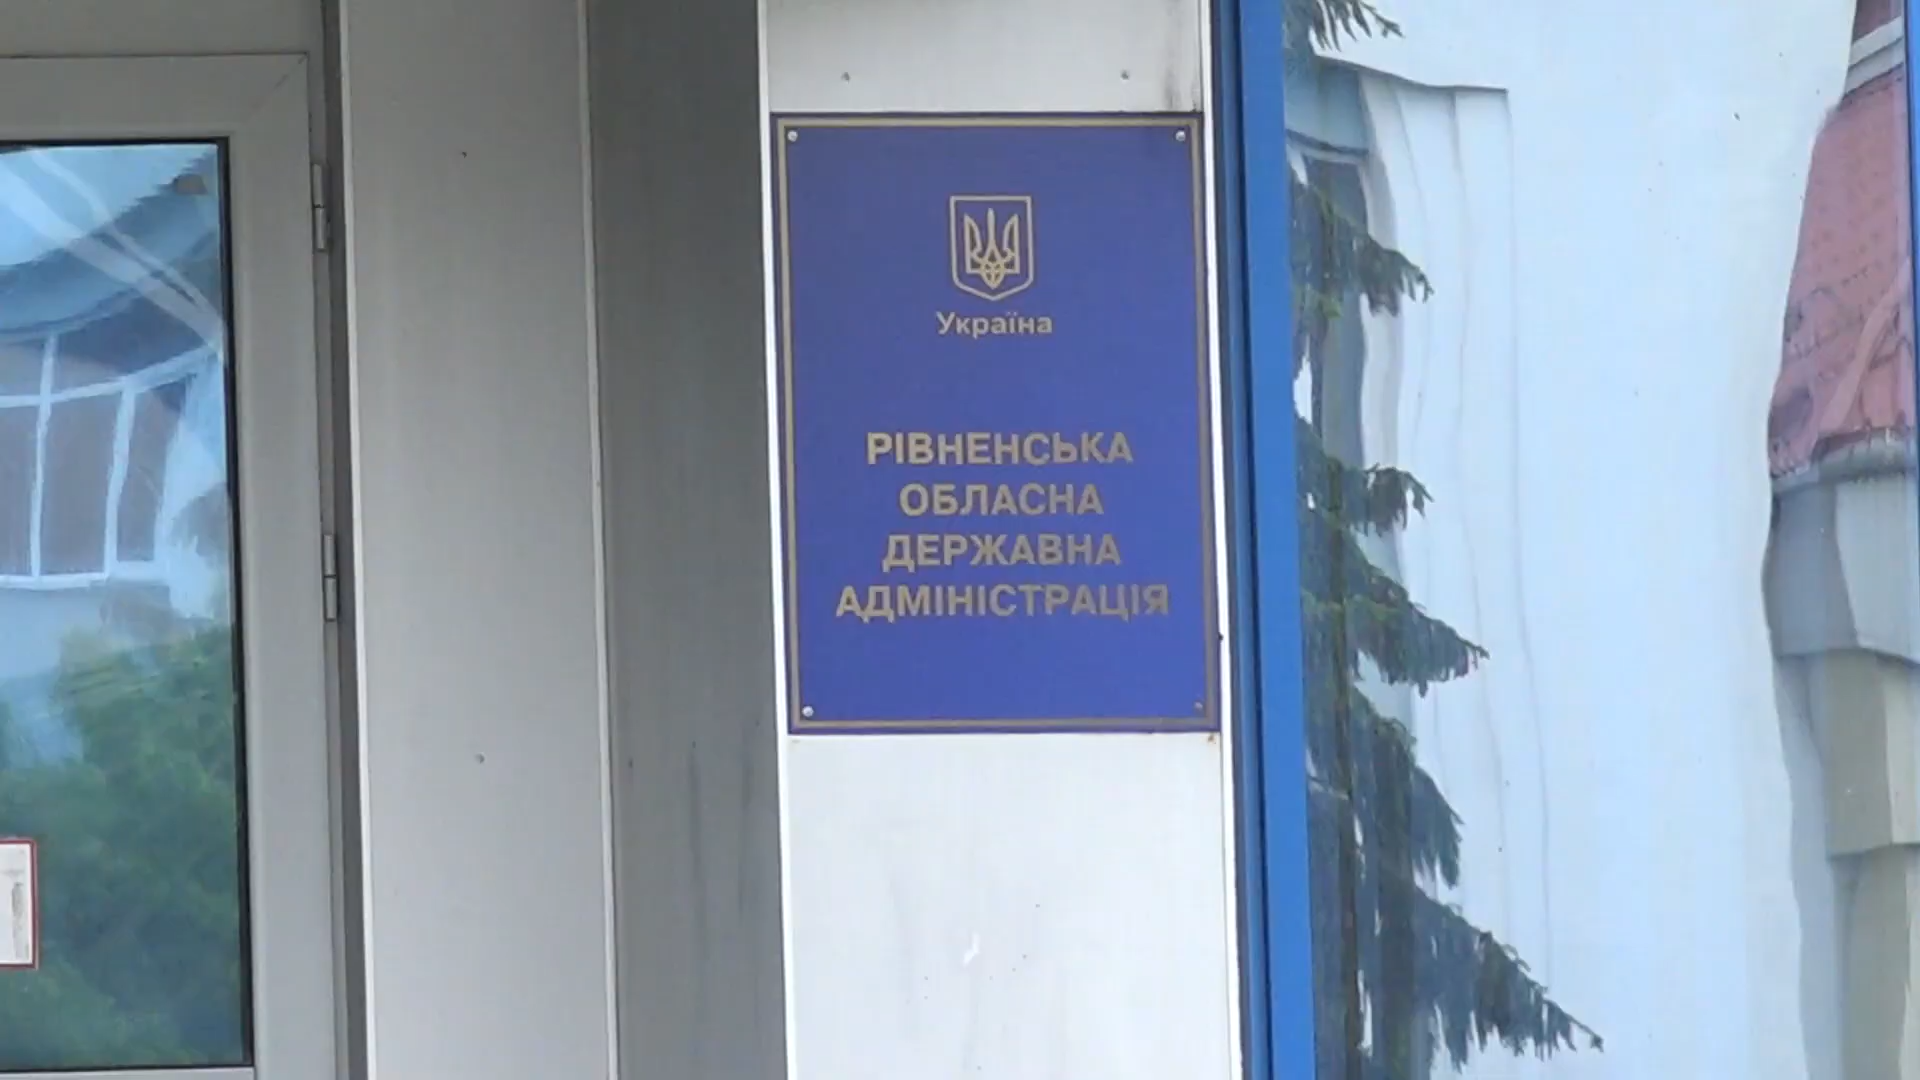 Україна
РІВНЕНСЬКА
ОБЛАСНА
ДЕРЖАВНА
АДМІНІСТРАЦІЯ